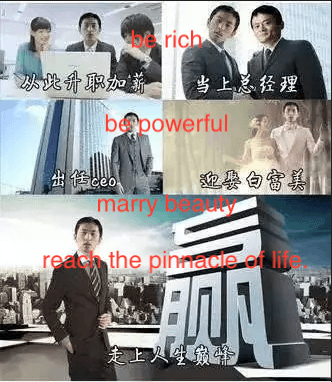 be rich
从此升职加薪
当上总经理
be powerful
出任ceo
迎娶白富美
marry beauty
reach the pinnacle of life
赢
走上人生巅峰